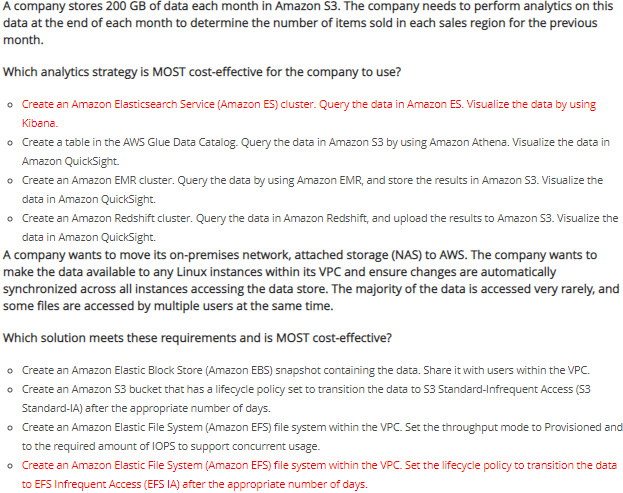 A company stores 200 GB of data each month in Amazon S3. The company needs to perform analytics on this
data at the end of each month to determine the number of items sold in each sales region for the previous
month.
Which analytics strategy is MOST cost-effective for the company to use?
o Create an Amazon Elasticsearch Service (Amazon ES) cluster. Query the data in Amazon ES. Visualize the data by using
Kibana.
o Create a table in the AWS Glue Data Catalog. Query the data in Amazon S3 by using Amazon Athena. Visualize the data in
Amazon QuickSight.
o Create an Amazon EMR cluster. Query the data by using Amazon EMR, and store the results in Amazon S3. Visualize the
data in Amazon QuickSight.
o Create an Amazon Redshift cluster. Query the data in Amazon Redshift, and upload the results to Amazon S3. Visualize the
data in Amazon QuickSight.
A company wants to move its on-premises network, attached storage (NAS) to AWS. The company wants to
make the data available to any Linux instances within its VPC and ensure changes are automatically
synchronized across all instances accessing the data store. The majority of the data is accessed very rarely, and
some files are accessed by multiple users at the same time.
Which solution meets these requirements and is MOST cost-effective?
o Create an Amazon Elastic Block Store (Amazon EBS) snapshot containing the data. Share it with users within the VPC.
o Create an Amazon S3 bucket that has a lifecycle policy set to transition the data to S3 Standard-Infrequent Access (S3
Standard-IA) after the appropriate number of days.
o Create an Amazon Elastic File System (Amazon EFS) file system within the VPC. Set the throughput mode to Provisioned and
to the required amount of IOPS to support concurrent usage.
o Create an Amazon Elastic File System (Amazon EFS) file system within the VPC. Set the lifecycle policy to transition the data
to EFS Infrequent Access (EFS IA) after the appropriate number of days.